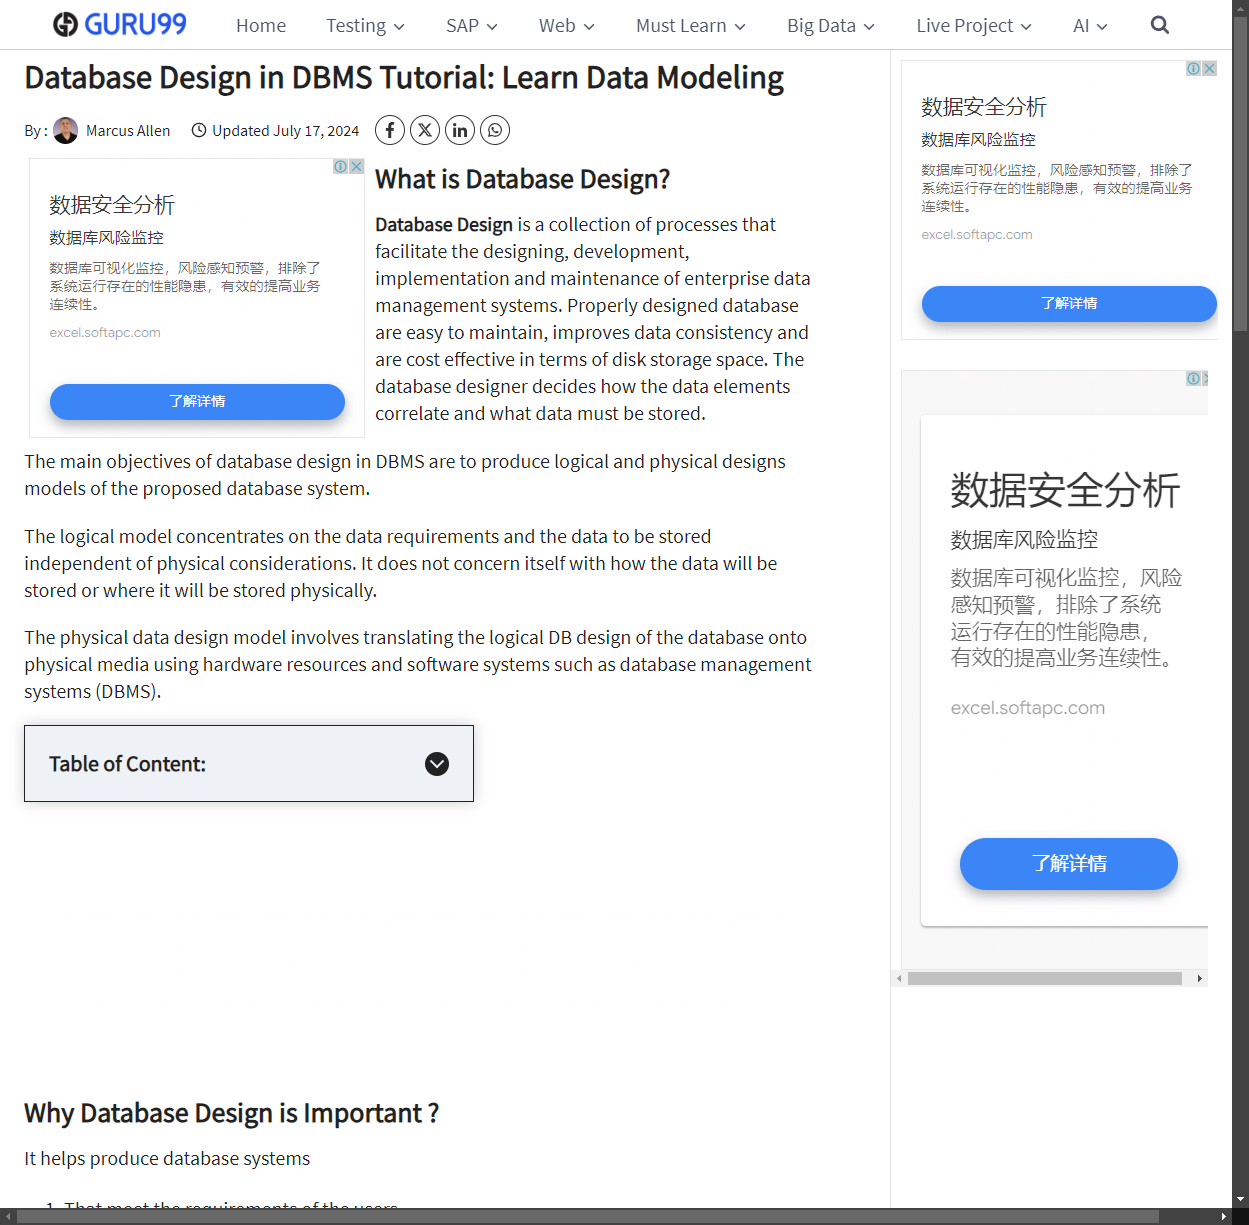 GURU99
Home
Testing
SAP
Web
Must Learn
Big Data
Live Project
AI
Database Design in DBMS Tutorial: Learn Data Modeling
By :
Marcus Allen
Updated July 17, 2024
数据安全分析
数据库风险监控
数据库可视化监控，风险感知预警，排除了
系统运行存在的性能隐患，有效的提高业务
连续性。
excel.softapc.com
了解详情
What is Database Design?
Database Design is a collection of processes that
facilitate the designing, development,
implementation and maintenance of enterprise data
management systems. Properly designed database
are easy to maintain, improves data consistency and
are cost effective in terms of disk storage space. The
database designer decides how the data elements
correlate and what data must be stored.
The main objectives of database design in DBMS are to produce logical and physical designs
models of the proposed database system.
The logical model concentrates on the data requirements and the data to be stored
independent of physical considerations. It does not concern itself with how the data will be
stored or where it will be stored physically.
The physical data design model involves translating the logical DB design of the database onto
physical media using hardware resources and software systems such as database management
systems (DBMS).
Table of Content:
Why Database Design is Important ?
It helps produce database systems
1. That meet the requirements of the users
数据安全分析
数据库风险监控
数据库可视化监控，风险感知预警，排除了
系统运行存在的性能隐患，有效的提高业务
连续性。
excel.softapc.com
了解详情
数据安全分析
数据库风险监控
数据库可视化监控，风险
感知预警，排除了系统
运行存在的性能隐患，
有效的提高业务连续性。
excel.softapc.com
了解详情